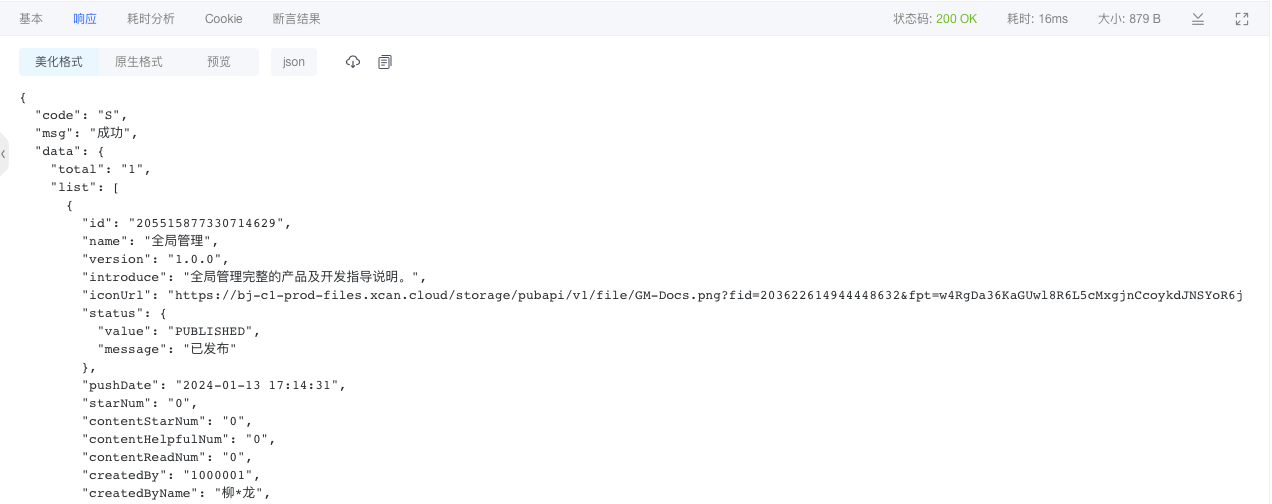 基本 响应 耗时分析 Cookie 断言结果 状态码: 200 OK 耗时: 16ms 大小: 879 B
美化格式 原生格式 预览 json
{
"code": "S",
"msg": "成功",
"data": {
"total": "1",
"list": [
{
"id": "205515877330714629",
"name": "全局管理",
"version": "1.0.0",
"introduce": "全局管理完整的产品及开发指导说明。",
"iconUrl": "https://bj-c1-prod-files.xcan.cloud/storage/pubapi/v1/file/GM-Docs.png?fid=203622614944448632&fpt=w4RgDa36KaGUwl8R6L5cMxgjnCcoykdJNSYoR6j
"status": {
"value": "PUBLISHED",
"message": "已发布"
},
"pushDate": "2024-01-13 17:14:31",
"starNum": "0",
"contentStarNum": "0",
"contentHelpfulNum": "0",
"contentReadNum": "0",
"createdBy": "1000001",
"createdByName": "柳*龙",